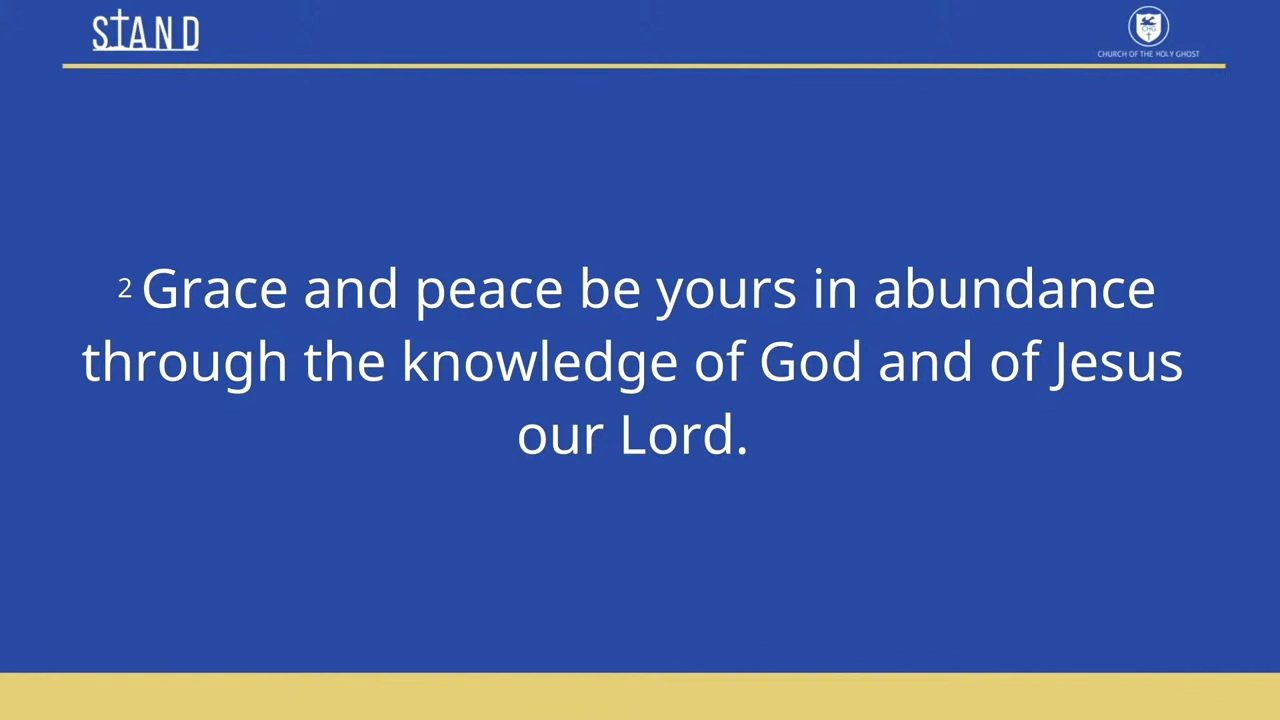 STAND
CHG
CHURCH OF THE HOLY GHOST
2 Grace and peace be yours in abundance
through the knowledge of God and of Jesus
our Lord.